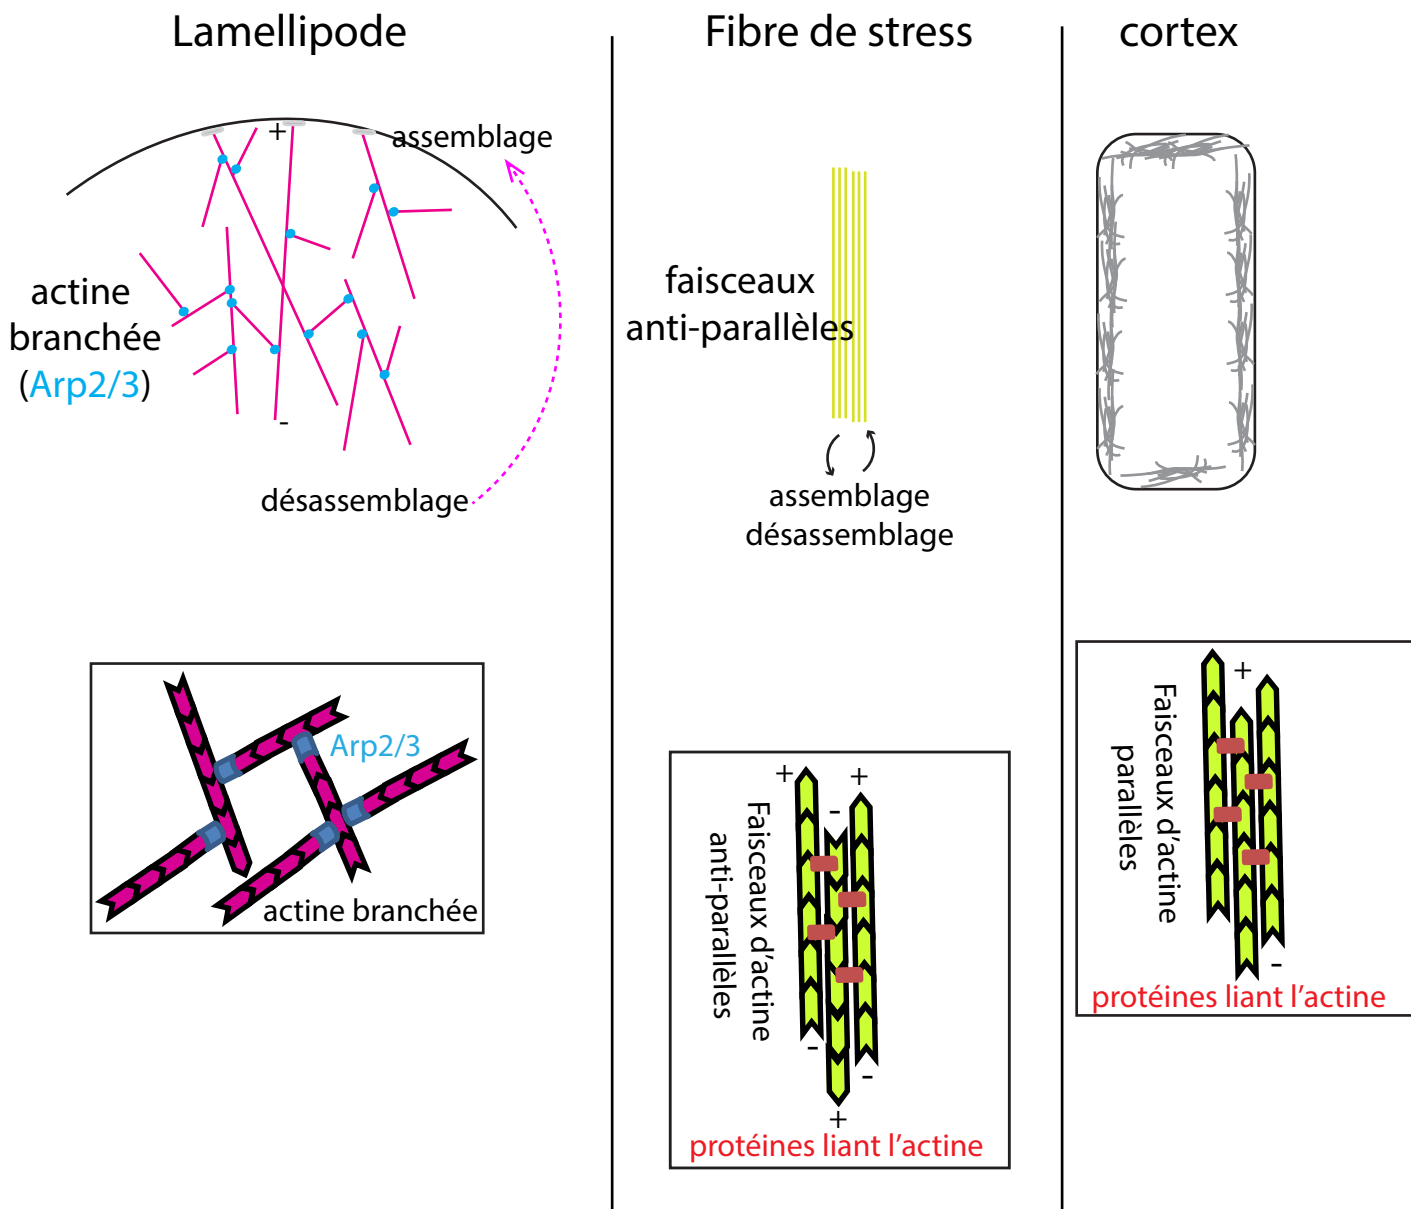 Lamellipode
Fibre de stress
cortex
+
assemblage
actine
branchée
(Arp2/3)
-
désassemblage
faisceaux
anti-parallèles
assemblage
désassemblage
Arp2/3
actine branchée
+
+
-
Faisceaux d'actine
anti-parallèles
-
-
+
protéines liant l'actine
+
Faisceaux d'actine
parallèles
-
protéines liant l'actine